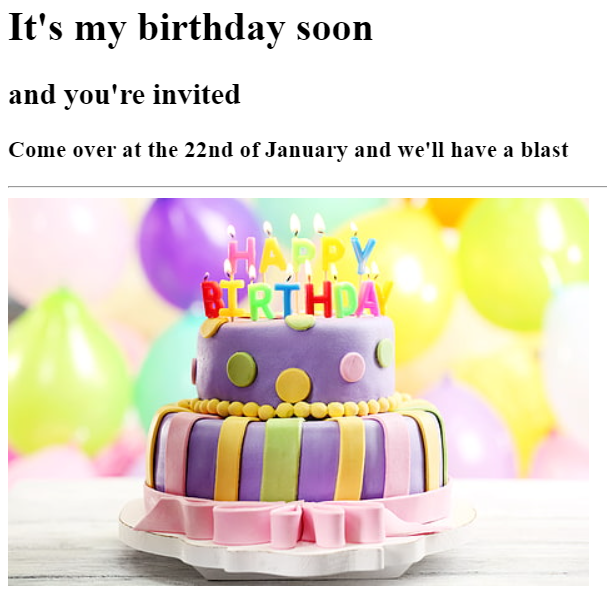 It's my birthday soon
and you're invited
Come over at the 22nd of January and we'll have a blast
HAPPY
BIRTHDAY